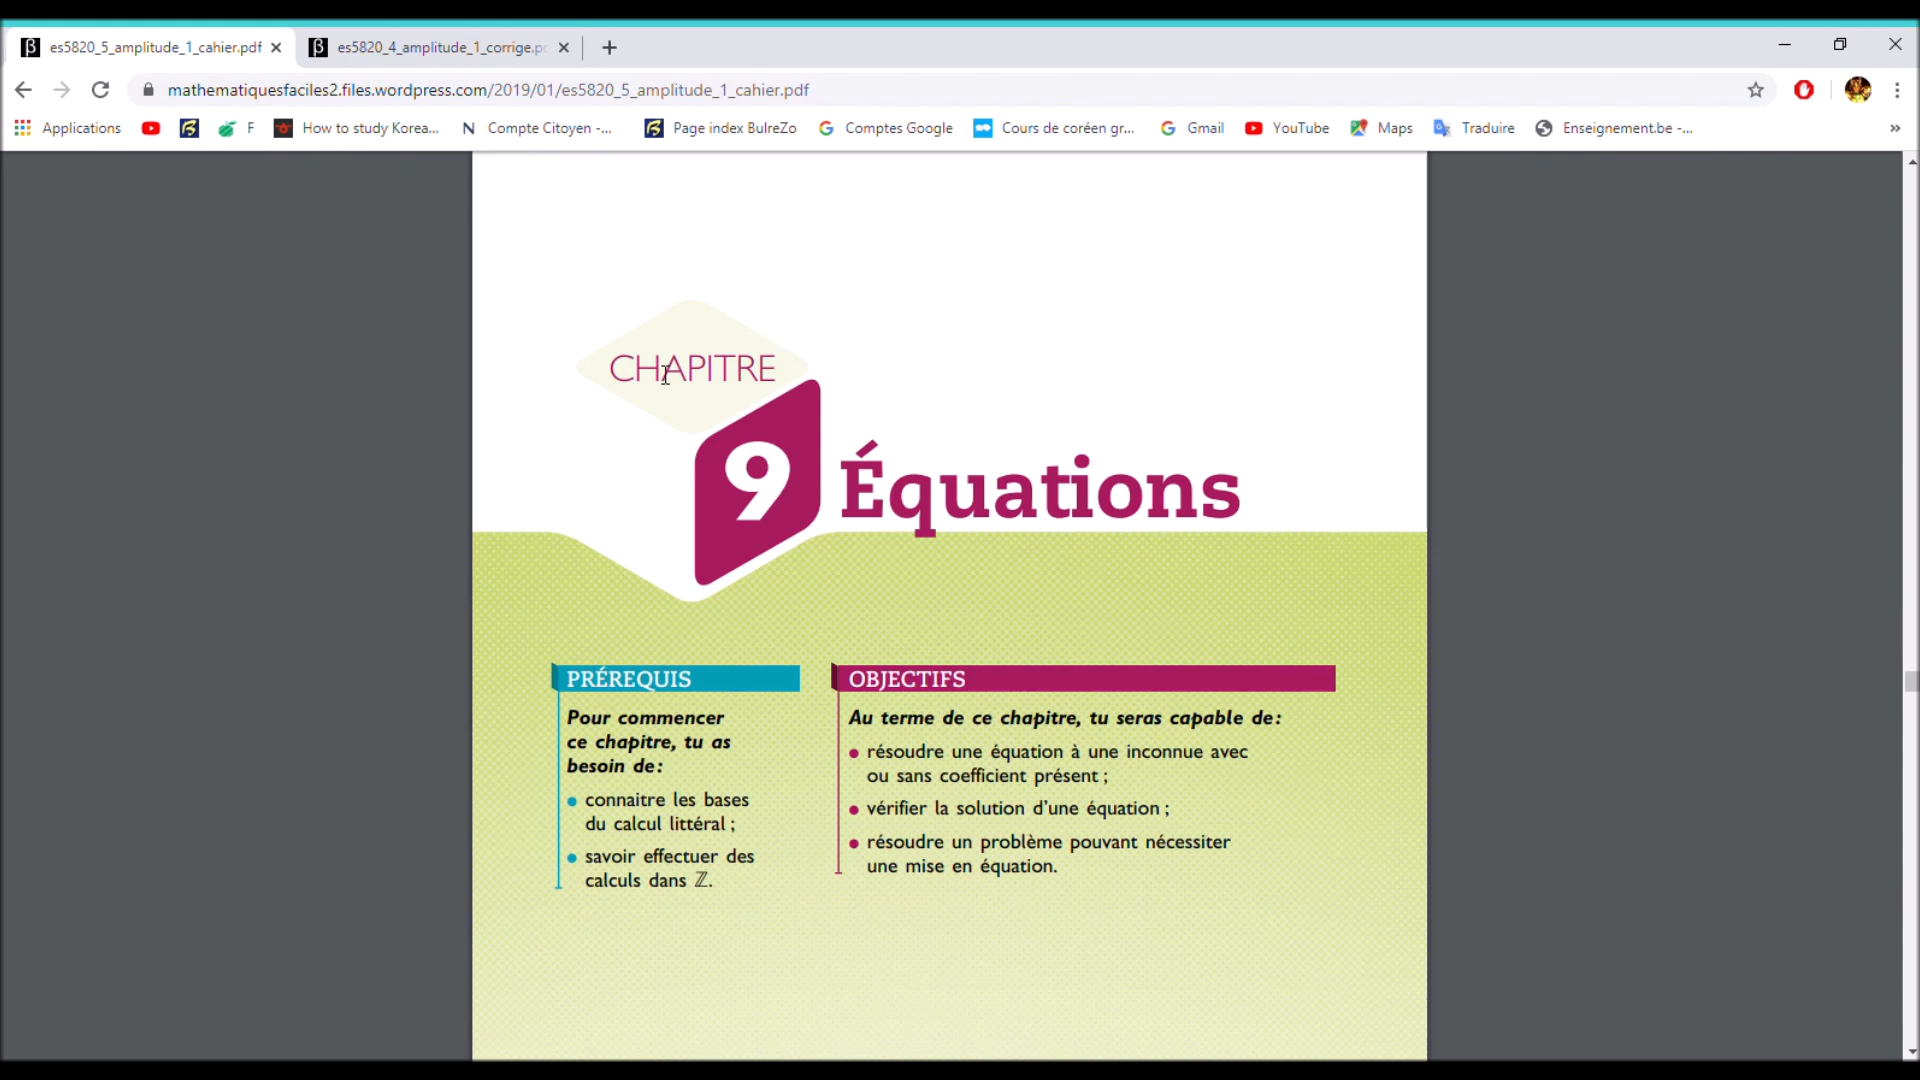 es5820_5_amplitude_1_cahier.pdf
es5820_4_amplitude_1_corrige.p
mathematiquesfaciles2.files.wordpress.com/2019/01/es5820_5_amplitude_1_cahier.pdf
Applications
F
How to study Korea...
N Compte Citoyen -...
Page index BulreZo
Comptes Google
Cours de coréen gr...
Gmail
YouTube
Maps
Traduire
Enseignement.be -...
»
CHAPITRE
9 Équations
PRÉREQUIS
Pour commencer
ce chapitre, tu as
besoin de :
• connaitre les bases
du calcul littéral ;
• savoir effectuer des
calculs dans ℤ.
OBJECTIFS
Au terme de ce chapitre, tu seras capable de :
• résoudre une équation à une inconnue avec
ou sans coefficient présent ;
• vérifier la solution d'une équation ;
• résoudre un problème pouvant nécessiter
une mise en équation.